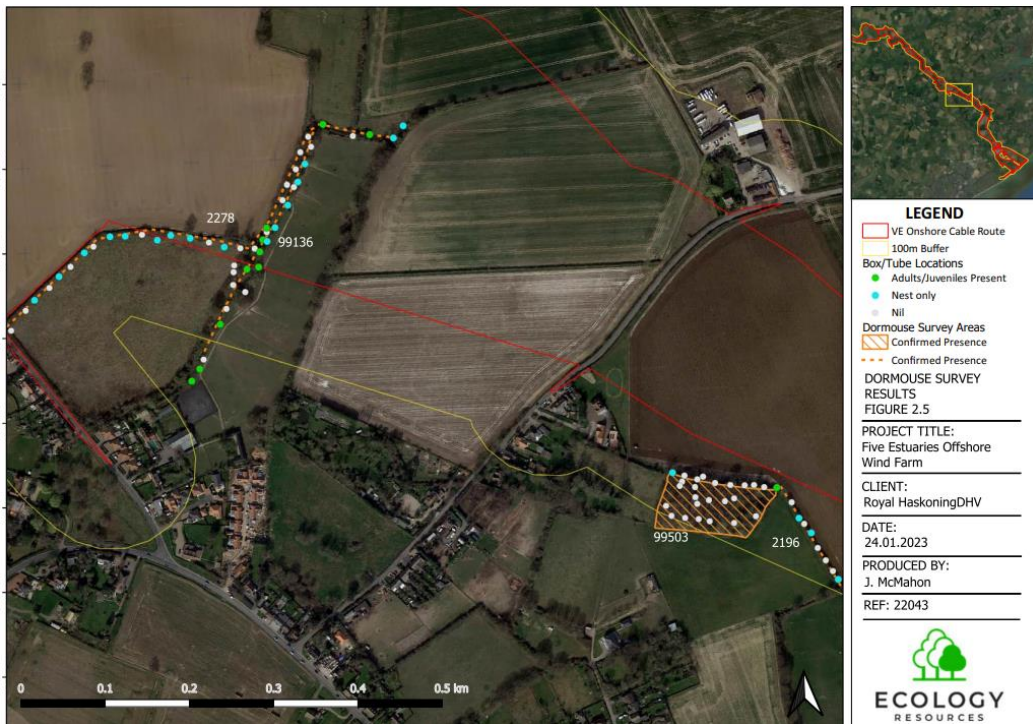 2278
99136
99503
2196
0 0.1 0.2 0.3 0.4 0.5 km
LEGEND
VE Onshore Cable Route
100m Buffer
Box/Tube Locations
Adults/Juveniles Present
Nest only
Nil
Dormouse Survey Areas
Confirmed Presence
Confirmed Presence
DORMOUSE SURVEY
RESULTS
FIGURE 2.5
PROJECT TITLE:
Five Estuaries Offshore
Wind Farm
CLIENT:
Royal HaskoningDHV
DATE:
24.01.2023
PRODUCED BY:
J. McMahon
REF: 22043
ECOLOGY
RESOURCES